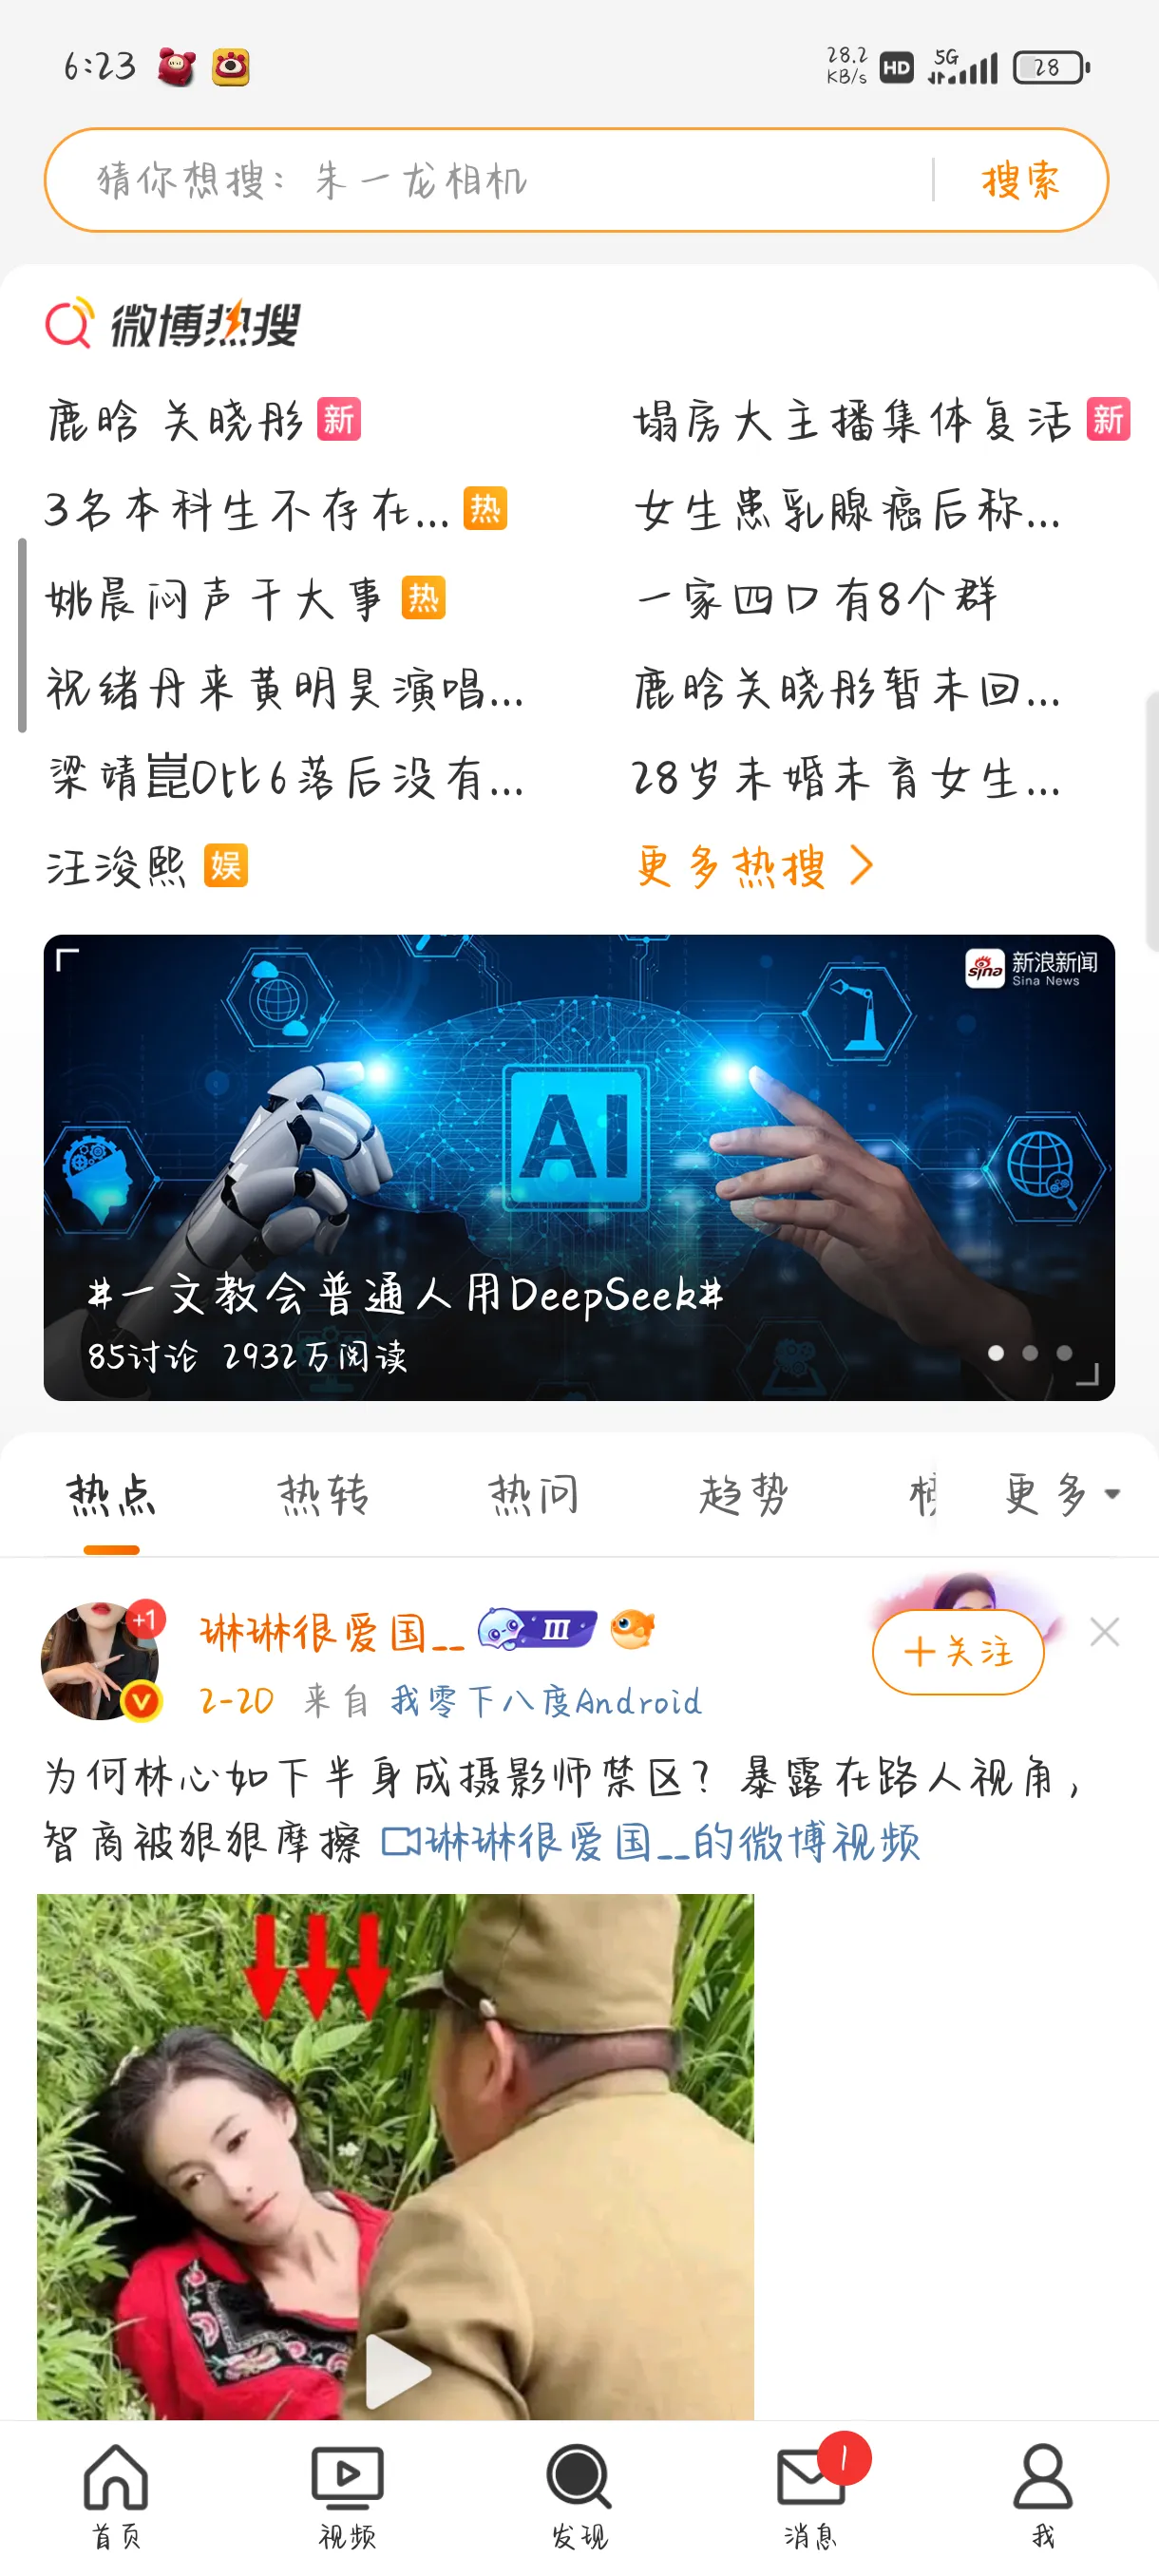 6:23
28.2
KB/s
HD
5G
28
猜你想搜：朱一龙相机
搜索
微博热搜
鹿晗 关晓彤 新
塌房大主播集体复活 新
3名本科生不存在... 热
女生患乳腺癌后称...
姚晨闷声干大事 热
一家四口有8个群
祝绪丹来黄明昊演唱...
鹿晗关晓彤暂未回...
梁靖崑0比6落后没有...
28岁未婚未育女生...
汪浚熙 娱
更多热搜
sina 新浪新闻
Sina News
AI
#一文教会普通人用DeepSeek#
85讨论 2932万阅读
热点 热转 热问 趋势 更多
+1
琳琳很爱国__ III
V
+关注
2-20 来自 我零下八度Android
为何林心如下半身成摄影师禁区？暴露在路人视角，
智商被狠狠摩擦 琳琳很爱国__的微博视频
1
首页 视频 发现 消息 我